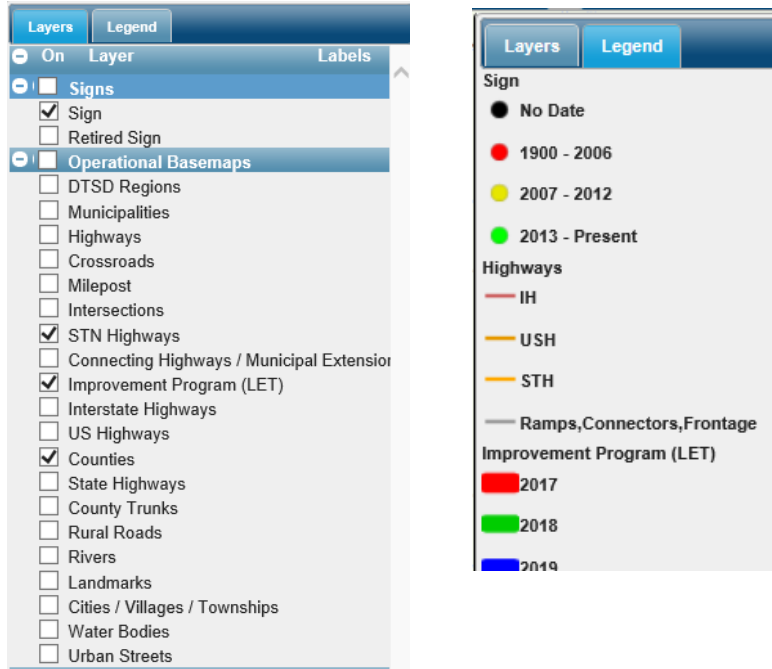 Layers Legend
On Layer Labels
Signs
Sign
Retired Sign
Operational Basemaps
DTSD Regions
Municipalities
Highways
Crossroads
Milepost
Intersections
STN Highways
Connecting Highways / Municipal Extension
Improvement Program (LET)
Interstate Highways
US Highways
Counties
State Highways
County Trunks
Rural Roads
Rivers
Landmarks
Cities / Villages / Townships
Water Bodies
Urban Streets
Layers Legend
Sign
No Date
1900 - 2006
2007 - 2012
2013 - Present
Highways
IH
USH
STH
Ramps,Connectors,Frontage
Improvement Program (LET)
2017
2018
2019